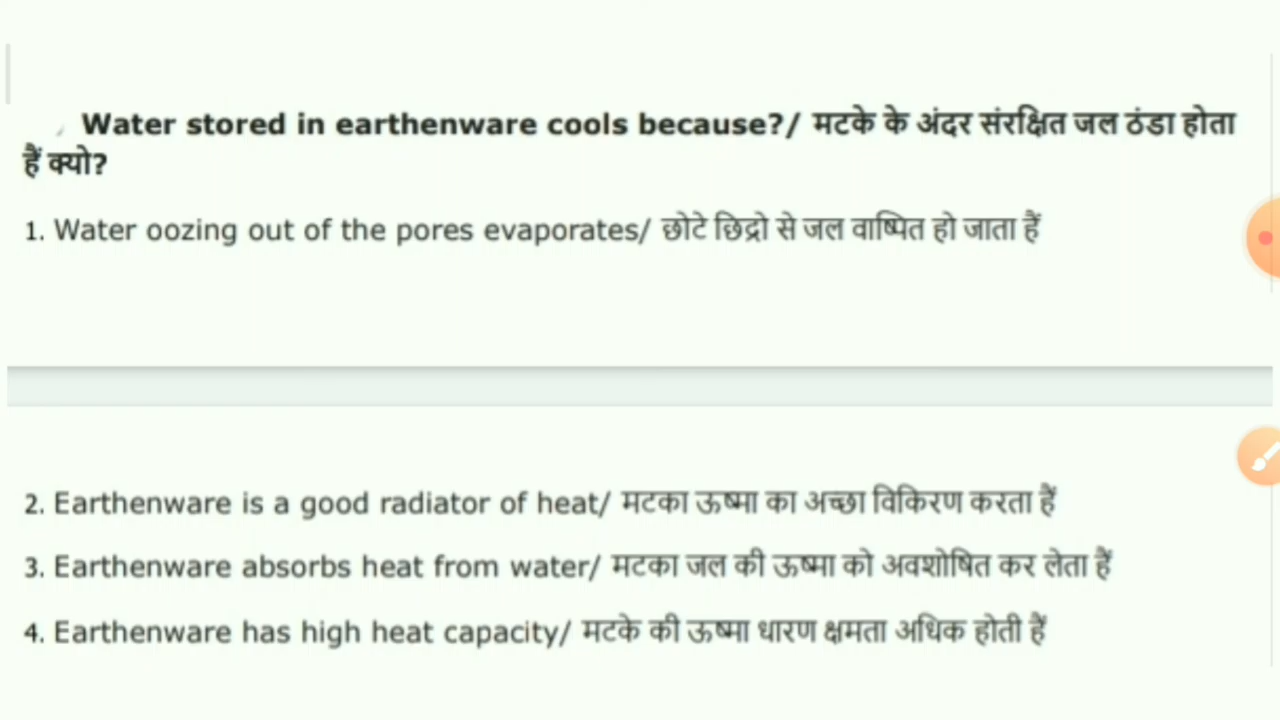 Water stored in earthenware cools because?/ मटके के अंदर संरक्षित जल ठंडा होता
हैं क्यो?
1. Water oozing out of the pores evaporates/ छोटे छिद्रो से जल वाष्पित हो जाता हैं
2. Earthenware is a good radiator of heat/ मटका ऊष्मा का अच्छा विकिरण करता हैं
3. Earthenware absorbs heat from water/ मटका जल की ऊष्मा को अवशोषित कर लेता हैं
4. Earthenware has high heat capacity/ मटके की ऊष्मा धारण क्षमता अधिक होती हैं